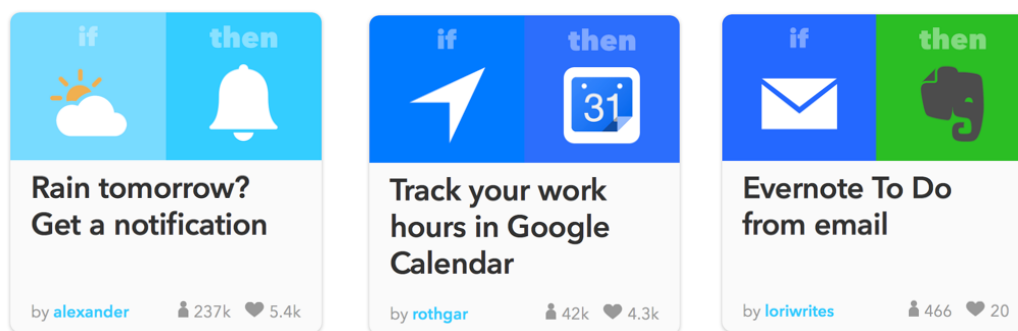 if then
Rain tomorrow?
Get a notification
by alexander 237k 5.4k
if then
31
Track your work
hours in Google
Calendar
by rothgar 42k 4.3k
if then
Evernote To Do
from email
by loriwrites 466 20